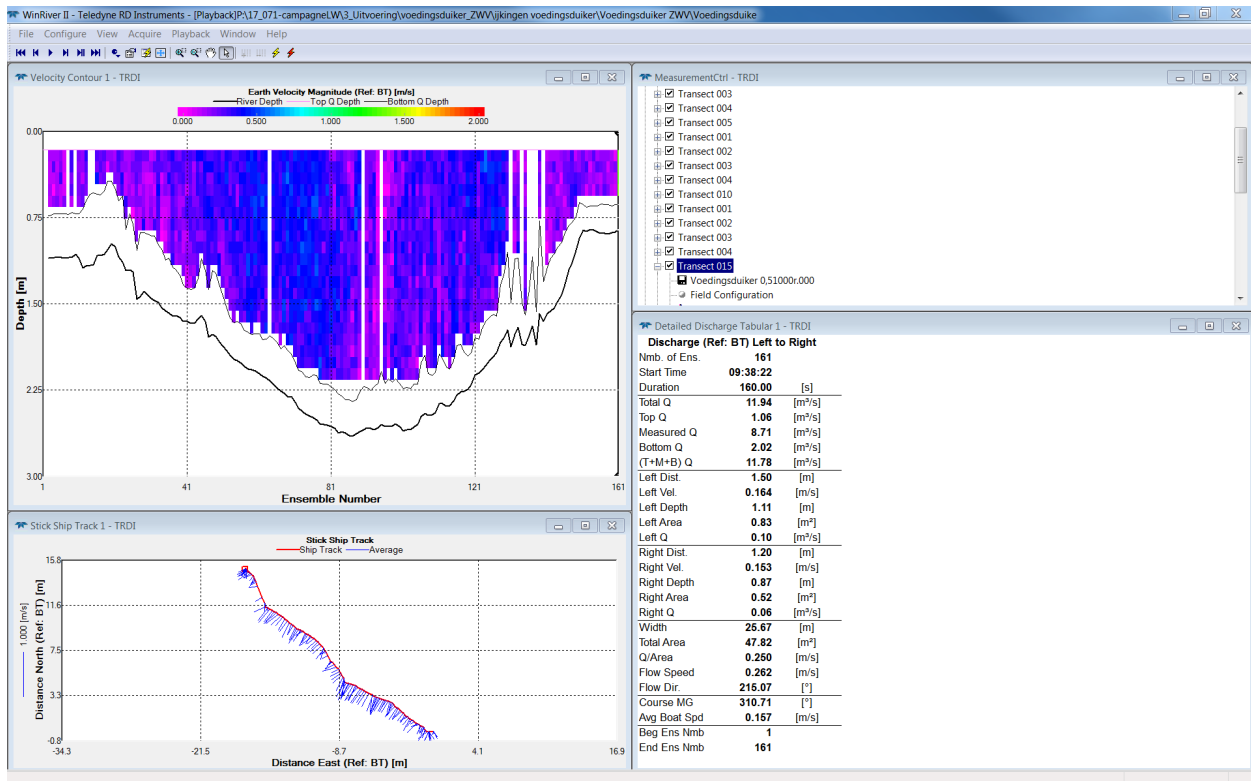 WinRiver II - Teledyne RD Instruments - [Playback]P:\17_071-campagneLW\3_Uitvoering\voedingsduiker_ZWV\ijkingen voedingsduiker\Voedingsduiker ZWV\Voedingsduike
File Configure View Acquire Playback Window Help
Velocity Contour 1 - TRDI
Earth Velocity Magnitude (Ref: BT) [m/s]
River Depth Top Q Depth Bottom Q Depth
0.000 0.500 1.000 1.500 2.000
0.00
0.75
1.50
2.25
3.00
Depth [m]
1 41 81 121 161
Ensemble Number
Stick Ship Track 1 - TRDI
Stick Ship Track
Ship Track Average
15.8
11.6
7.5
3.3
-0.8
1.000 [m/s]
Distance North (Ref: BT) [m]
-34.3 -21.5 -8.7 4.1 16.9
Distance East (Ref: BT) [m]
MeasurementCtrl - TRDI
Transect 003
Transect 004
Transect 005
Transect 001
Transect 002
Transect 003
Transect 004
Transect 010
Transect 001
Transect 002
Transect 003
Transect 004
Transect 015
Voedingsduiker 0,51000r.000
Field Configuration
Detailed Discharge Tabular 1 - TRDI
Discharge (Ref: BT) Left to Right
Nmb. of Ens. 161
Start Time 09:38:22
Duration 160.00 [s]
Total Q 11.94 [m³/s]
Top Q 1.06 [m³/s]
Measured Q 8.71 [m³/s]
Bottom Q 2.02 [m³/s]
(T+M+B) Q 11.78 [m³/s]
Left Dist. 1.50 [m]
Left Vel. 0.164 [m/s]
Left Depth 1.11 [m]
Left Area 0.83 [m²]
Left Q 0.10 [m³/s]
Right Dist. 1.20 [m]
Right Vel. 0.153 [m/s]
Right Depth 0.87 [m]
Right Area 0.52 [m²]
Right Q 0.06 [m³/s]
Width 25.67 [m]
Total Area 47.82 [m²]
Q/Area 0.250 [m/s]
Flow Speed 0.262 [m/s]
Flow Dir. 215.07 [°]
Course MG 310.71 [°]
Avg Boat Spd 0.157 [m/s]
Beg Ens Nmb 1
End Ens Nmb 161